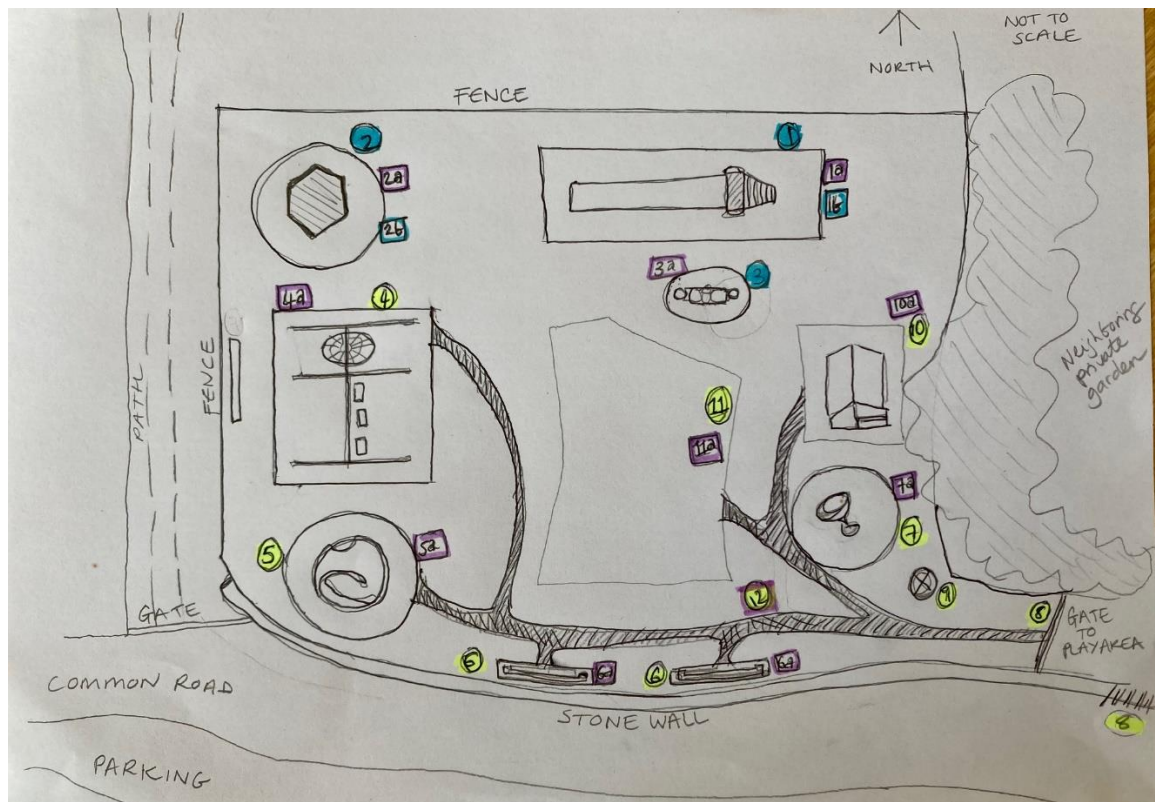 NOT TO
SCALE
NORTH
FENCE
2
1
2a
1a
1b
2b
3a
3
4a
4
10a
10
FENCE
PATH
Neighboring
private
garden
11
11a
7a
7
5
5a
9
12
8
GATE
GATE
TO
PLAYAREA
6a
6
6a
COMMON ROAD
STONE WALL
8
PARKING